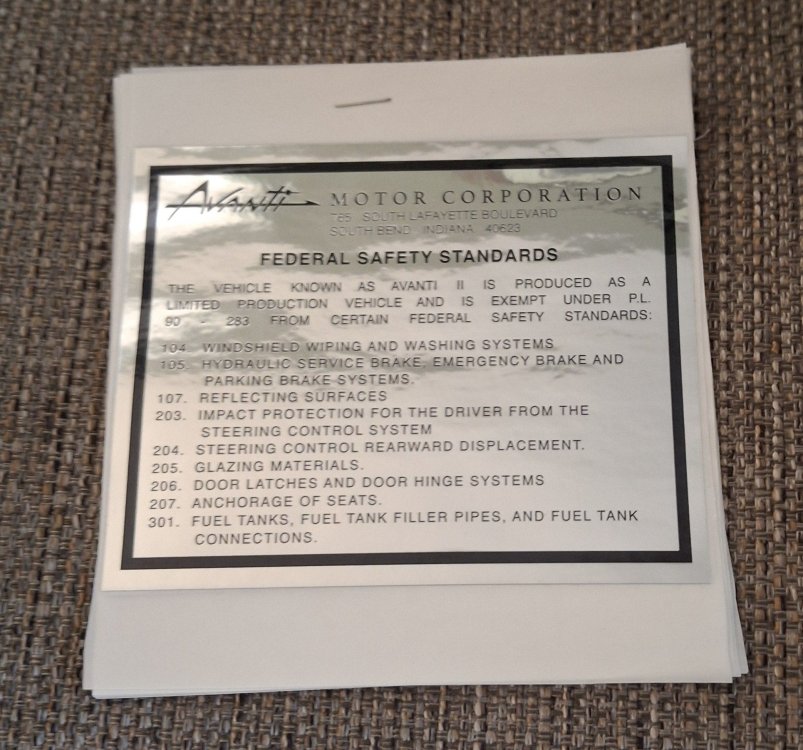 Avanti MOTOR CORPORATION
765 SOUTH LAFAYETTE BOULEVARD
SOUTH BEND INDIANA 40623
FEDERAL SAFETY STANDARDS
THE VEHICLE KNOWN AS AVANTI II IS PRODUCED AS A
LIMITED PRODUCTION VEHICLE AND IS EXEMPT UNDER P.L.
90 - 283 FROM CERTAIN FEDERAL SAFETY STANDARDS:
104. WINDSHIELD WIPING AND WASHING SYSTEMS
105. HYDRAULIC SERVICE BRAKE, EMERGENCY BRAKE AND
PARKING BRAKE SYSTEMS.
107. REFLECTING SURFACES
203. IMPACT PROTECTION FOR THE DRIVER FROM THE
STEERING CONTROL SYSTEM
204. STEERING CONTROL REARWARD DISPLACEMENT.
205. GLAZING MATERIALS.
206. DOOR LATCHES AND DOOR HINGE SYSTEMS
207. ANCHORAGE OF SEATS.
301. FUEL TANKS, FUEL TANK FILLER PIPES, AND FUEL TANK
CONNECTIONS.